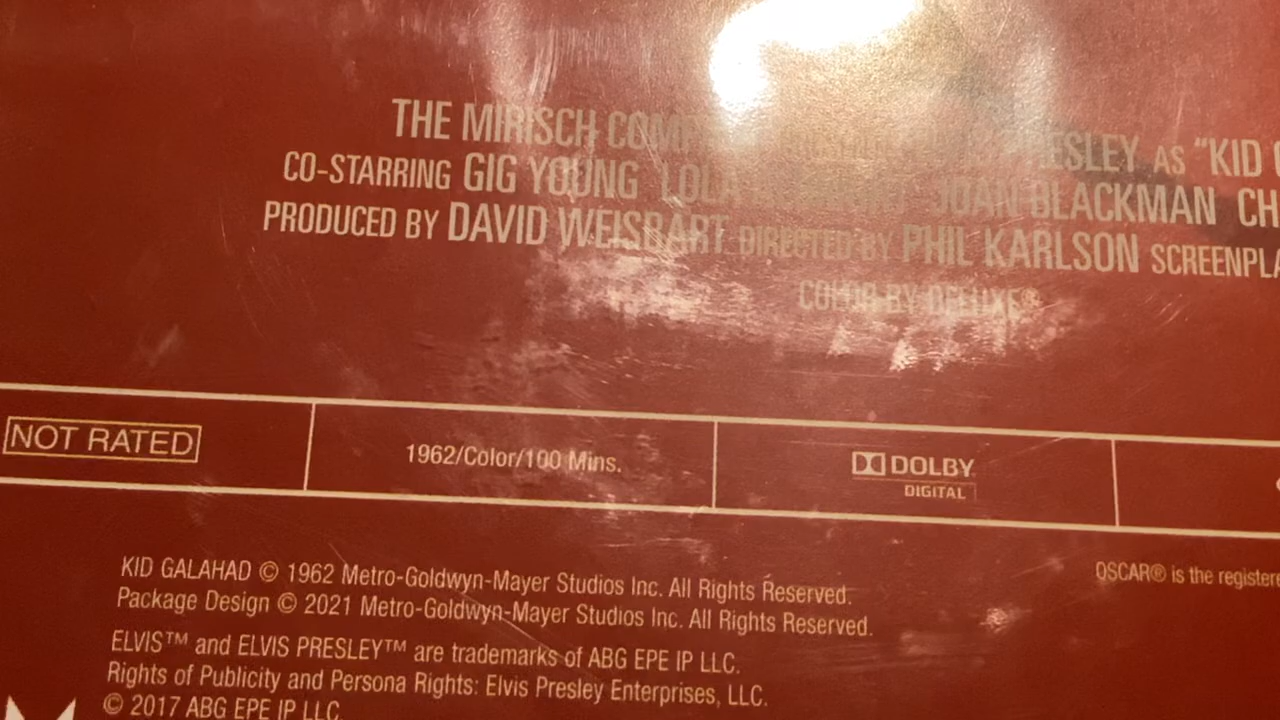 THE MIRISCH COMP PRESLEY AS "KID
CO-STARRING GIG YOUNG LOLA JOAN BLACKMAN CH
PRODUCED BY DAVID WEISBART DIRECTED BY PHIL KARLSON SCREENPLA
COLOR BY DELUXE®
NOT RATED
1962/Color/100 Mins.
DOLBY
DIGITAL
KID GALAHAD © 1962 Metro-Goldwyn-Mayer Studios Inc. All Rights Reserved.
OSCAR® is the registere
Package Design © 2021 Metro-Goldwyn-Mayer Studios Inc. All Rights Reserved.
ELVIS™ and ELVIS PRESLEY™ are trademarks of ABG EPE IP LLC.
Rights of Publicity and Persona Rights: Elvis Presley Enterprises, LLC.
© 2017 ABG EPE IP LLC